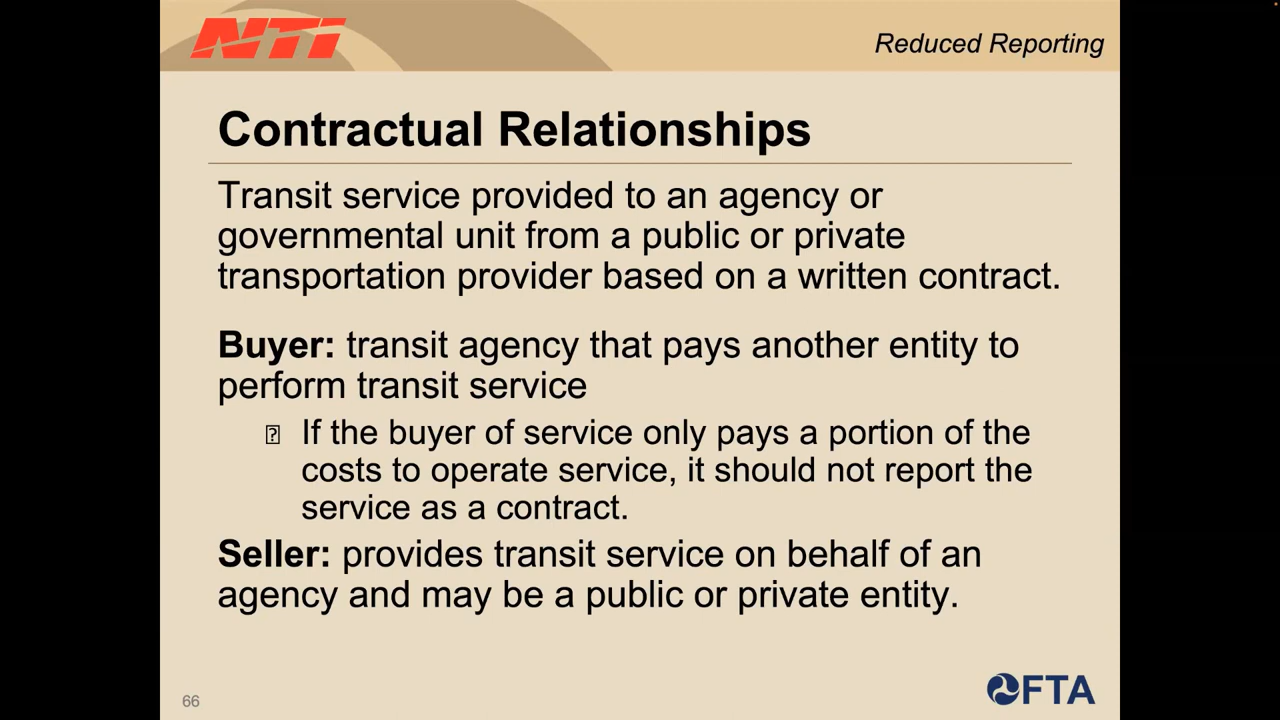 NTI
Reduced Reporting
Contractual Relationships
Transit service provided to an agency or
governmental unit from a public or private
transportation provider based on a written contract.
Buyer: transit agency that pays another entity to
perform transit service
If the buyer of service only pays a portion of the
costs to operate service, it should not report the
service as a contract.
Seller: provides transit service on behalf of an
agency and may be a public or private entity.
66
FTA